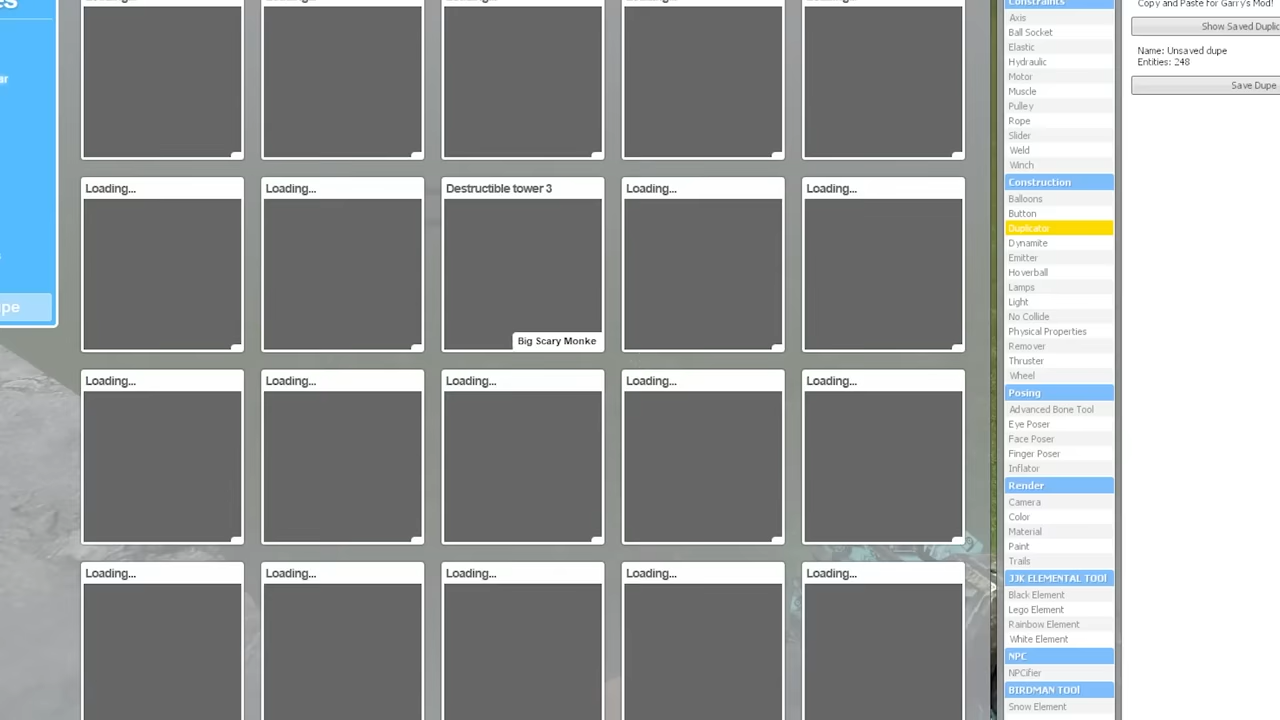 Loading...
Loading...
Destructible tower 3
Loading...
Loading...
Big Scary Monke
Loading...
Loading...
Loading...
Loading...
Loading...
Loading...
Loading...
Loading...
Loading...
Loading...
Constraints
Axis
Ball Socket
Elastic
Hydraulic
Motor
Muscle
Pulley
Rope
Slider
Weld
Winch
Construction
Balloons
Button
Duplicator
Dynamite
Emitter
Hoverball
Lamps
Light
No Collide
Physical Properties
Remover
Thruster
Wheel
Posing
Advanced Bone Tool
Eye Poser
Face Poser
Finger Poser
Inflator
Render
Camera
Color
Material
Paint
Trails
JJK ELEMENTAL TOOl
Black Element
Lego Element
Rainbow Element
White Element
NPC
NPCifier
BIRDMAN TOOl
Snow Element
Copy and Paste for Garry's Mod!
Show Saved Duplic
Name: Unsaved dupe
Entities: 248
Save Dupe